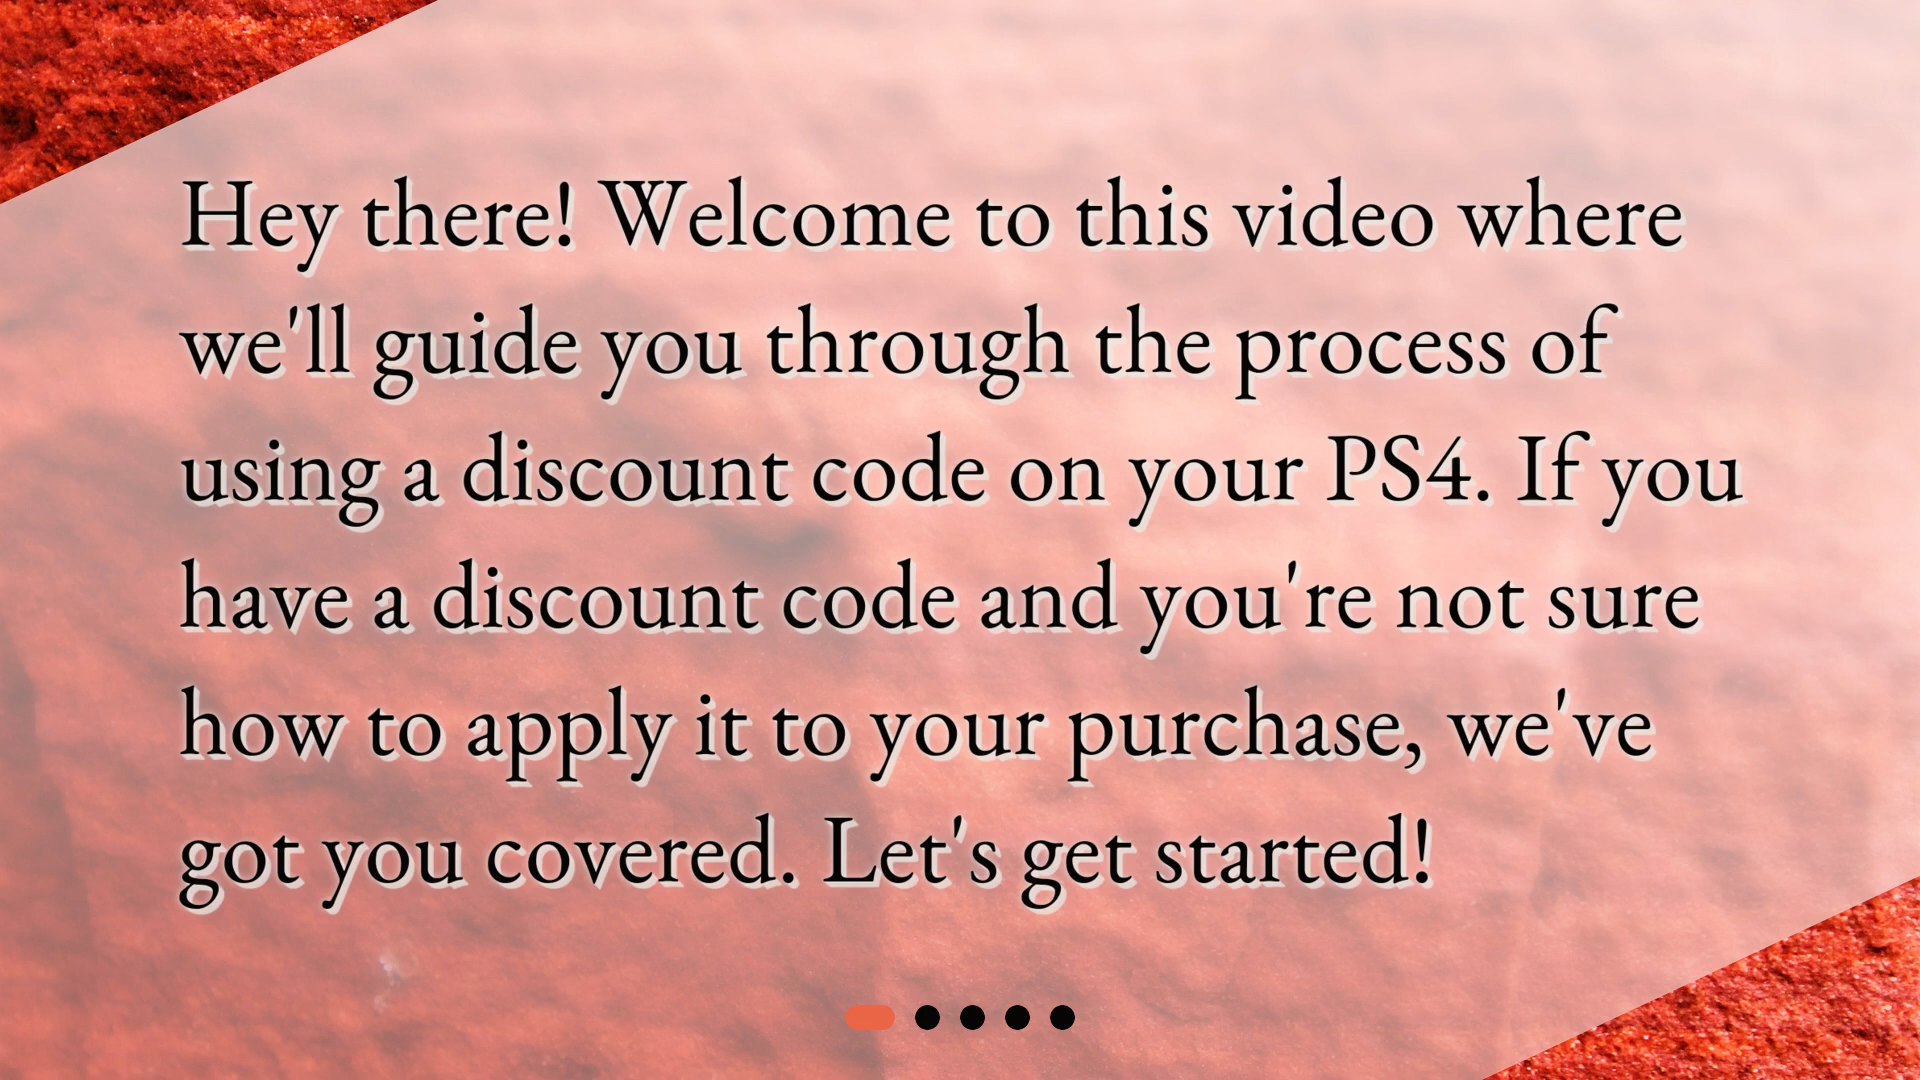 Hey there! Welcome to this video where
we'll guide you through the process of
using a discount code on your PS4. If you
have a discount code and you're not sure
how to apply it to your purchase, we've
got you covered. Let's get started!